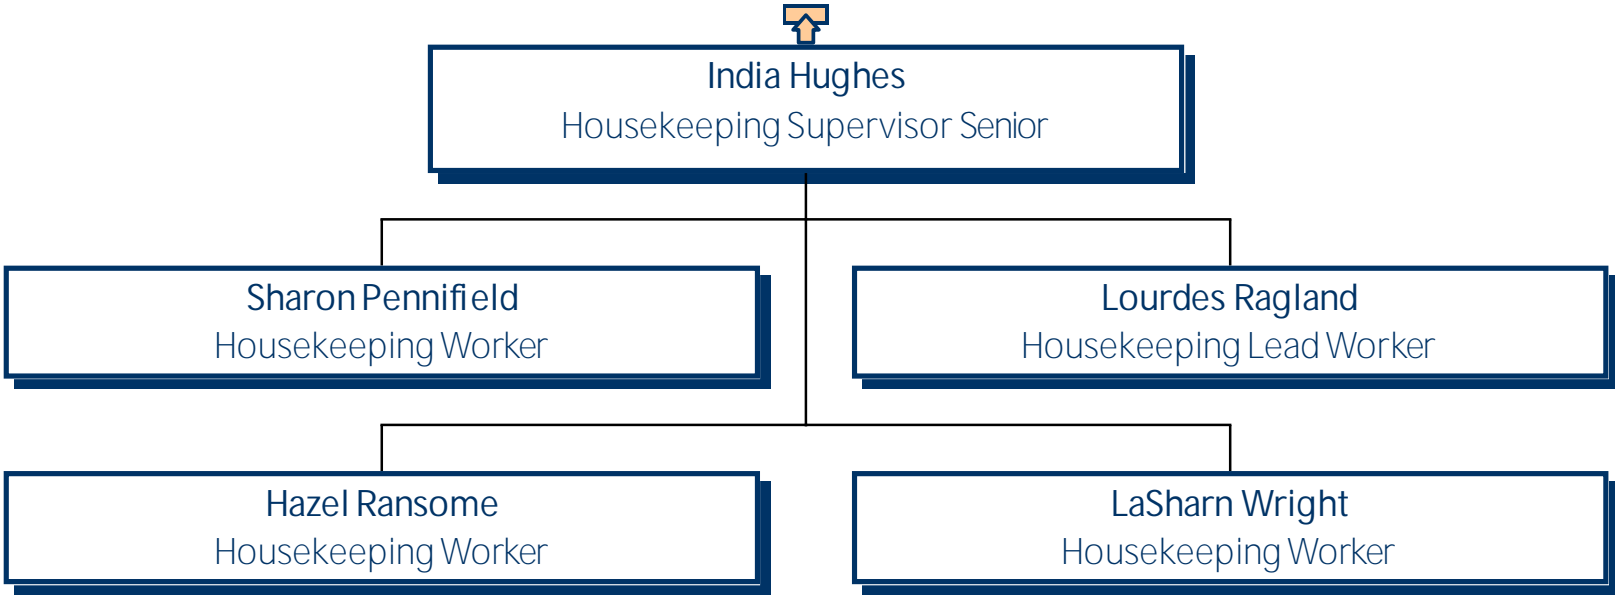 India Hughes
Housekeeping Supervisor Senior
Sharon Pennifield
Housekeeping Worker
Lourdes Ragland
Housekeeping Lead Worker
Hazel Ransome
Housekeeping Worker
LaSharn Wright
Housekeeping Worker